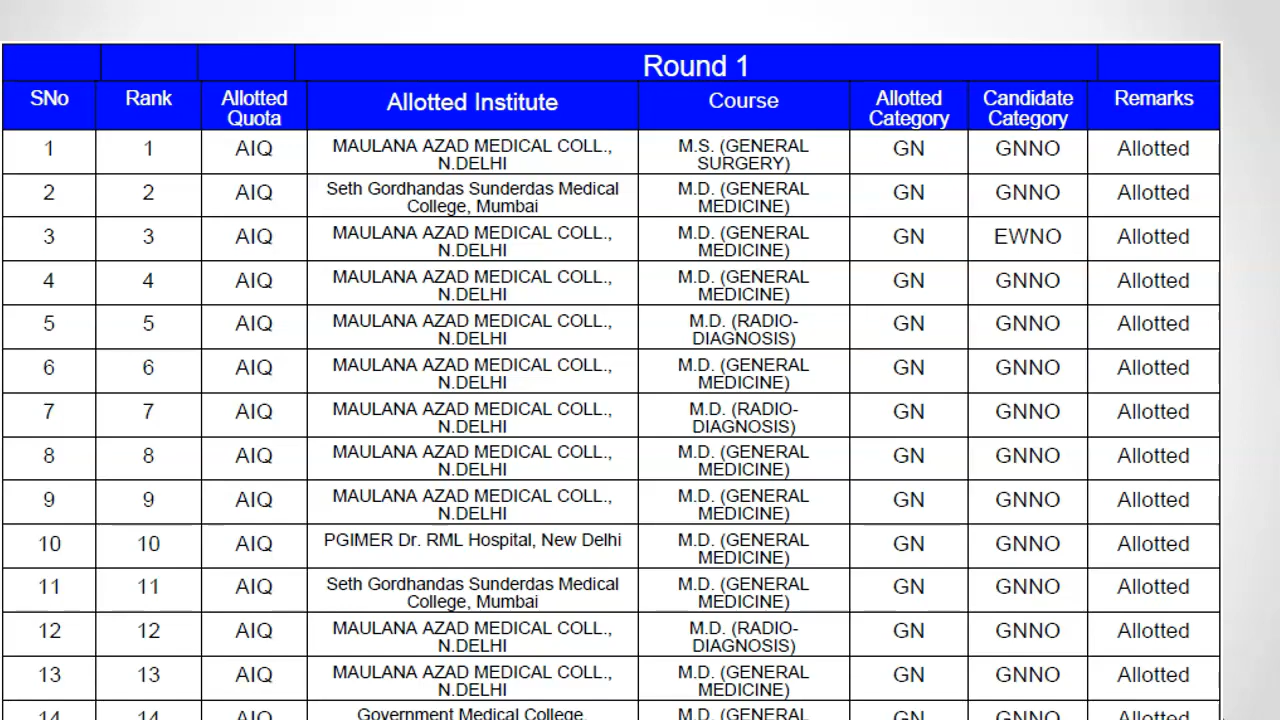 Round 1
SNo Rank Allotted Quota Allotted Institute Course Allotted Category Candidate Category Remarks
1 1 AIQ MAULANA AZAD MEDICAL COLL., N.DELHI M.S. (GENERAL SURGERY) GN GNNO Allotted
2 2 AIQ Seth Gordhandas Sunderdas Medical College, Mumbai M.D. (GENERAL MEDICINE) GN GNNO Allotted
3 3 AIQ MAULANA AZAD MEDICAL COLL., N.DELHI M.D. (GENERAL MEDICINE) GN EWNO Allotted
4 4 AIQ MAULANA AZAD MEDICAL COLL., N.DELHI M.D. (GENERAL MEDICINE) GN GNNO Allotted
5 5 AIQ MAULANA AZAD MEDICAL COLL., N.DELHI M.D. (RADIO-DIAGNOSIS) GN GNNO Allotted
6 6 AIQ MAULANA AZAD MEDICAL COLL., N.DELHI M.D. (GENERAL MEDICINE) GN GNNO Allotted
7 7 AIQ MAULANA AZAD MEDICAL COLL., N.DELHI M.D. (RADIO-DIAGNOSIS) GN GNNO Allotted
8 8 AIQ MAULANA AZAD MEDICAL COLL., N.DELHI M.D. (GENERAL MEDICINE) GN GNNO Allotted
9 9 AIQ MAULANA AZAD MEDICAL COLL., N.DELHI M.D. (GENERAL MEDICINE) GN GNNO Allotted
10 10 AIQ PGIMER Dr. RML Hospital, New Delhi M.D. (GENERAL MEDICINE) GN GNNO Allotted
11 11 AIQ Seth Gordhandas Sunderdas Medical College, Mumbai M.D. (GENERAL MEDICINE) GN GNNO Allotted
12 12 AIQ MAULANA AZAD MEDICAL COLL., N.DELHI M.D. (RADIO-DIAGNOSIS) GN GNNO Allotted
13 13 AIQ MAULANA AZAD MEDICAL COLL., N.DELHI M.D. (GENERAL MEDICINE) GN GNNO Allotted
14 14 AIQ Government Medical College, M.D. (GENERAL GN GNNO Allotted